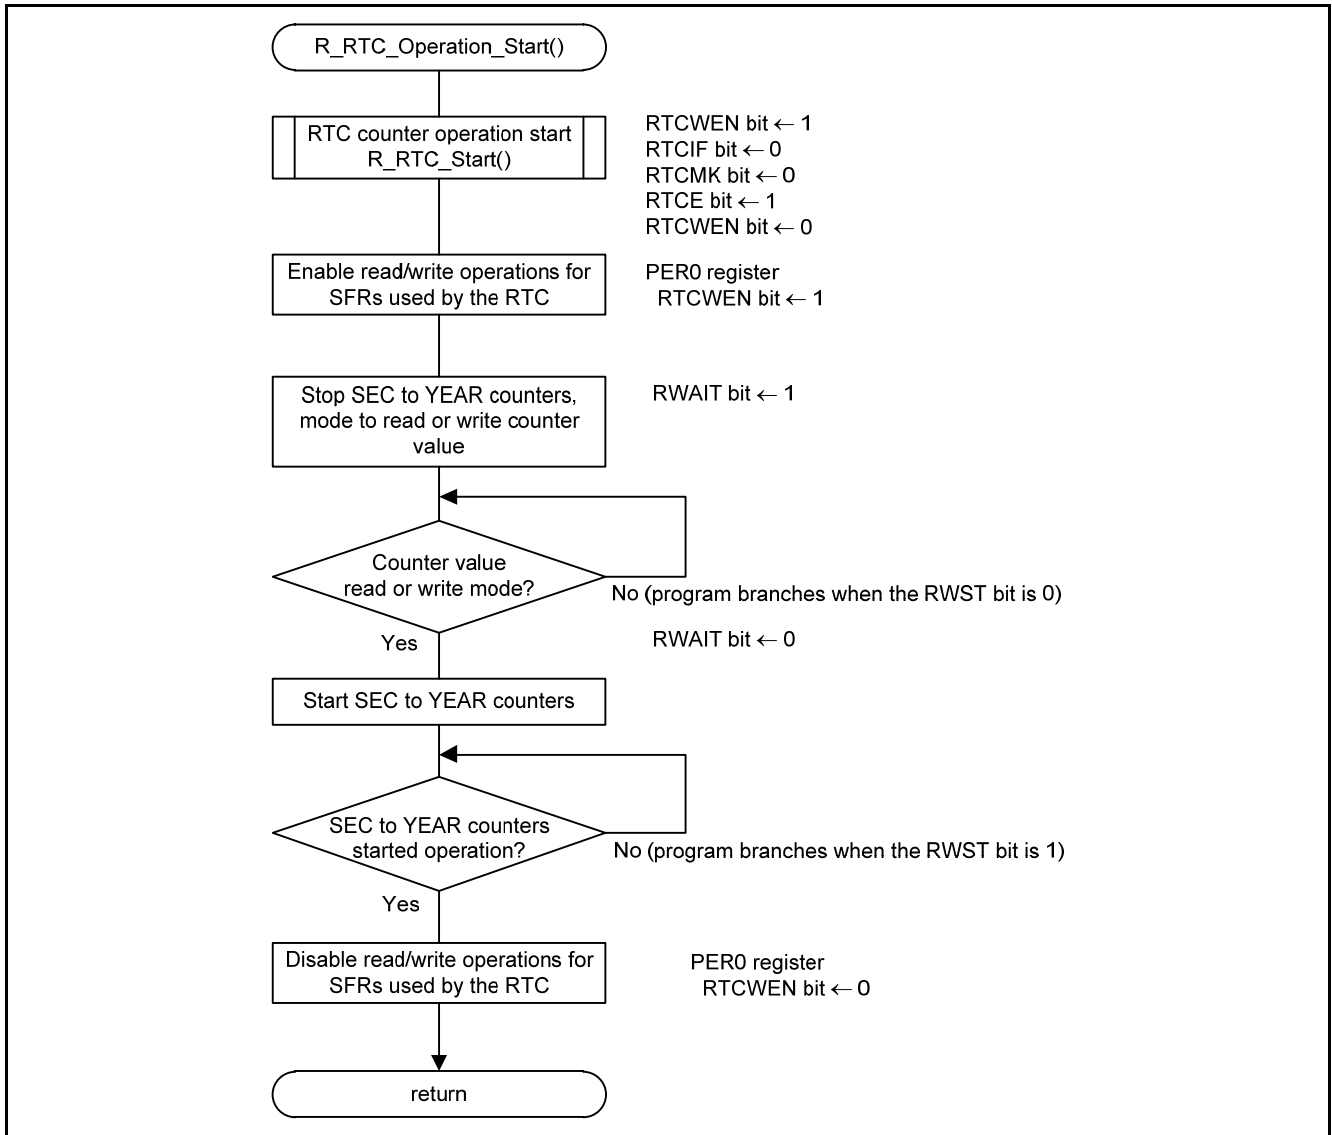 R_RTC_Operation_Start()
RTC counter operation start
R_RTC_Start()
RTCWEN bit ← 1
RTCIF bit ← 0
RTCMK bit ← 0
RTCE bit ← 1
RTCWEN bit ← 0
Enable read/write operations for
SFRs used by the RTC
PER0 register
RTCWEN bit ← 1
Stop SEC to YEAR counters,
mode to read or write counter
value
RWAIT bit ← 1
Counter value
read or write mode?
No (program branches when the RWST bit is 0)
Yes
RWAIT bit ← 0
Start SEC to YEAR counters
SEC to YEAR counters
started operation?
No (program branches when the RWST bit is 1)
Yes
Disable read/write operations for
SFRs used by the RTC
PER0 register
RTCWEN bit ← 0
return